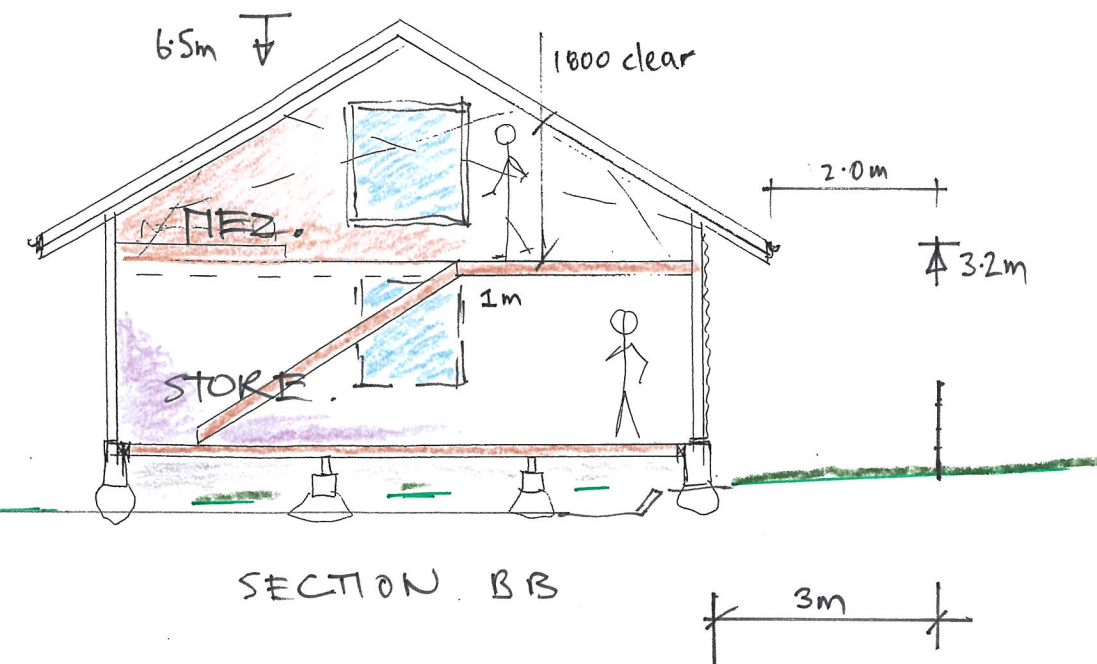 6.5m
1800 clear
2.0m
MEZ.
3.2m
1m
STORE.
SECTION BB
3m